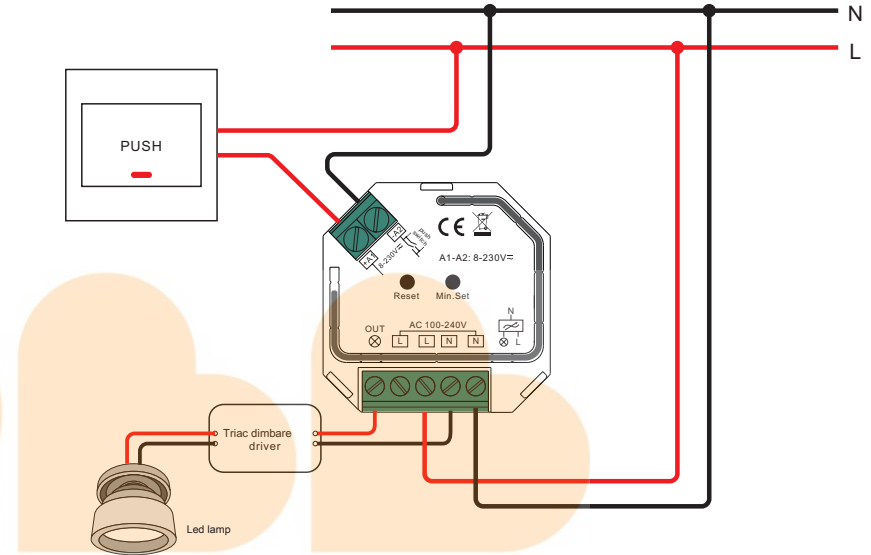 N
L
PUSH
-A2
push
switch
+A1
8-230V⎓
CE
A1-A2: 8-230V⎓
Reset
Min.Set
N
OUT
AC 100-240V
L
L
N
N
L
Triac dimbare
driver
Led lamp